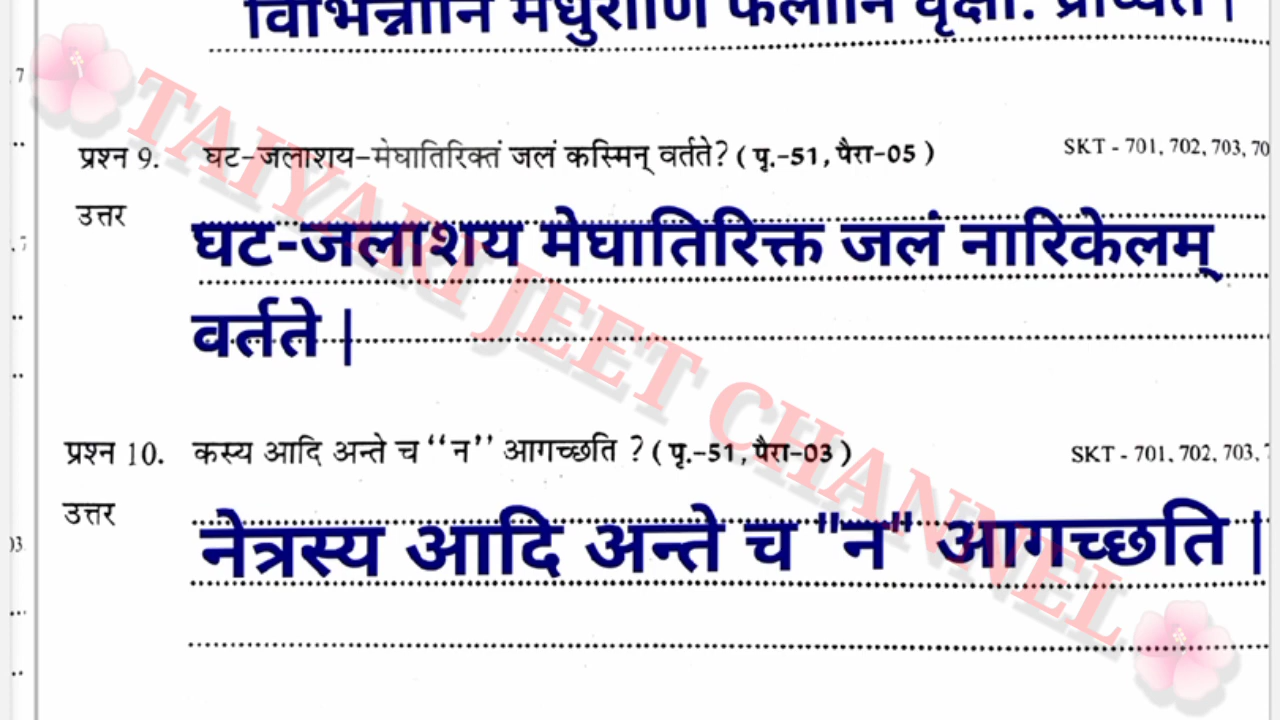 विभिन्नानि मधुराणि फलानि वृक्षाः
7
प्रश्न 9. घट-जलाशय-मेघातिरिक्तं जलं कस्मिन् वर्तते? ( पृ.-51, पैरा-05 ) SKT - 701, 702, 703, 70
उत्तर
घट-जलाशय मेघातिरिक्त जलं नारिकेलम्
वर्तते |
प्रश्न 10. कस्य आदि अन्ते च ‘‘न’’ आगच्छति ? ( पृ.-51, पैरा-03 ) SKT - 701, 702, 703, 7
उत्तर
नेत्रस्य आदि अन्ते च "न" आगच्छति |
03
TAIYARI JEET CHANNEL